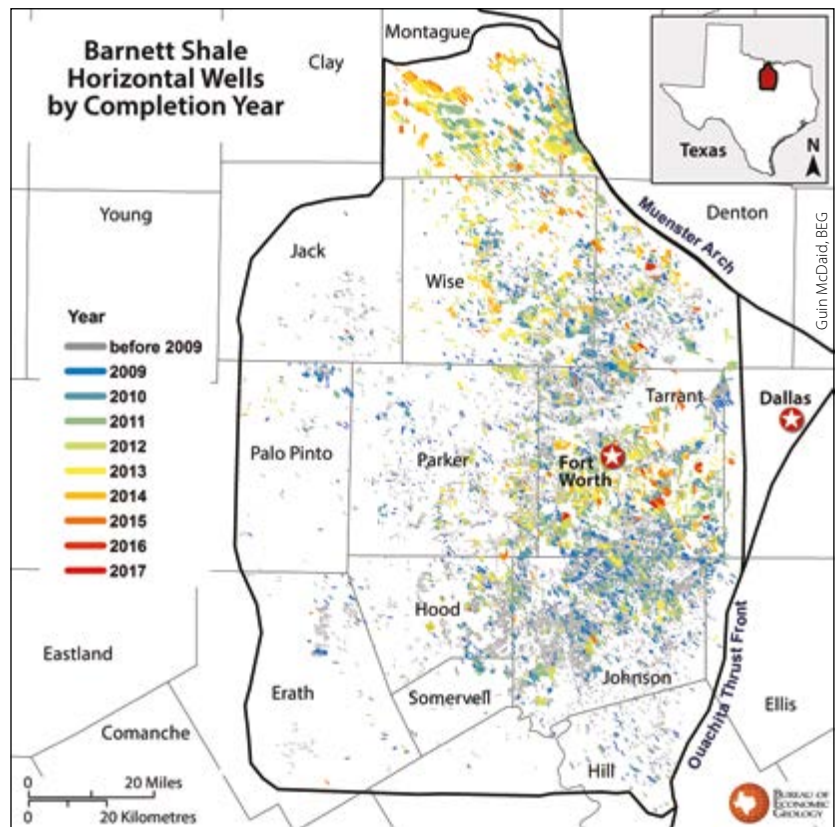 Barnett Shale
Horizontal Wells
by Completion Year
Montague
Clay
Texas
N
Young
Jack
Wise
Denton
Muenster Arch
Guin McDaid, BEG
Year
before 2009
2009
2010
2011
2012
2013
2014
2015
2016
2017
Palo Pinto
Parker
Tarrant
Fort
Worth
Dallas
Eastland
Hood
Erath
Somervell
Johnson
Ouachita Thrust Front
Ellis
Comanche
Hill
0 20 Miles
0 20 Kilometres
BUREAU OF
ECONOMIC
GEOLOGY